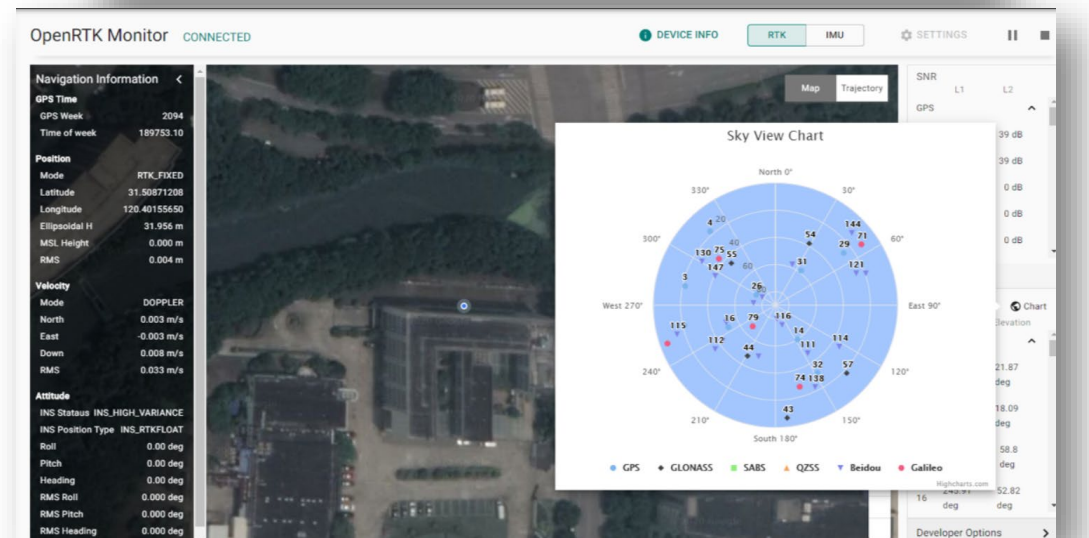 OpenRTK Monitor CONNECTED
DEVICE INFO RTK IMU SETTINGS
Navigation Information
GPS Time
GPS Week 2094
Time of week 189753.10
Position
Mode RTK_FIXED
Latitude 31.50871208
Longitude 120.40155650
Ellipsoidal H 31.956 m
MSL Height 0.000 m
RMS 0.004 m
Velocity
Mode DOPPLER
North 0.003 m/s
East -0.003 m/s
Down 0.008 m/s
RMS 0.033 m/s
Attitude
INS Stataus INS_HIGH_VARIANCE
INS Position Type INS_RTKFLOAT
Roll 0.00 deg
Pitch 0.00 deg
Heading 0.00 deg
RMS Roll 0.000 deg
RMS Pitch 0.000 deg
RMS Heading 0.000 deg
Map Trajectory
Sky View Chart
North 0°
330° 30°
4 20
54 144
71
300° 40 29 60°
130 75 55
147 60 31 121
3
26
West 270° East 90°
16 79 116
115
14
112 111 114
44
32 57
240° 120°
74 138
43
210° 150°
South 180°
GPS GLONASS SABS QZSS Beidou Galileo
Highcharts.com
SNR
L1 L2
GPS
39 dB
39 dB
0 dB
0 dB
0 dB
Chart
21.87
deg
18.09
deg
58.8
deg
16 52.82
deg deg
Developer Options